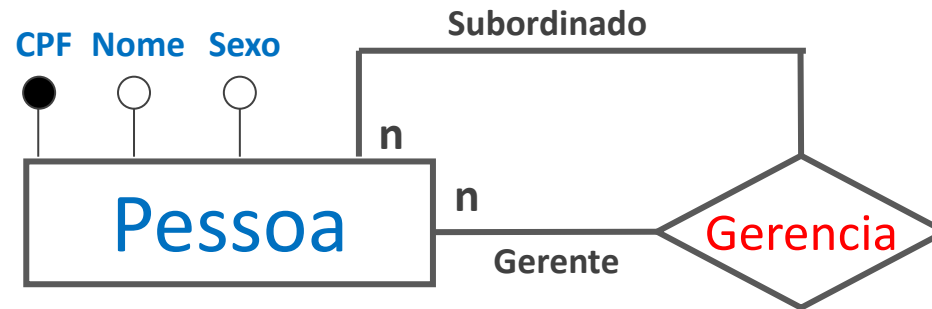 Subordinado
CPF Nome Sexo
n
n
Pessoa
Gerencia
Gerente